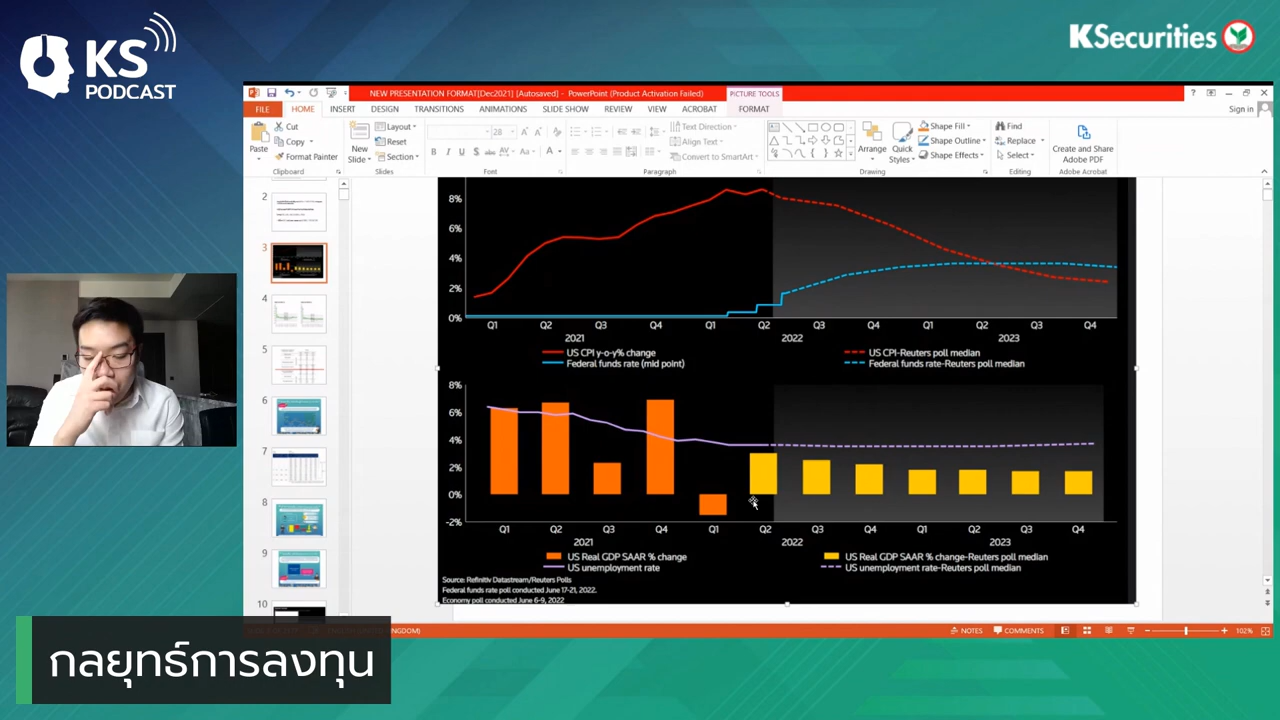 KS
PODCAST
KSecurities
NEW PRESENTATION FORMAT[Dec2021] [Autosaved] - PowerPoint (Product Activation Failed)
PICTURE TOOLS
Sign in
FILE HOME INSERT DESIGN TRANSITIONS ANIMATIONS SLIDE SHOW REVIEW VIEW ACROBAT FORMAT
Paste
Cut
Copy
Format Painter
Clipboard
New
Slide
Layout
Reset
Section
Slides
28
Font
Text Direction
Align Text
Convert to SmartArt
Paragraph
Arrange
Quick
Styles
Shape Fill
Shape Outline
Shape Effects
Drawing
Find
Replace
Select
Editing
Create and Share
Adobe PDF
Adobe Acrobat
2
3
4
5
6
7
8
9
10
8%
6%
4%
2%
0%
Q1 Q2 Q3 Q4 Q1 Q2 Q3 Q4 Q1 Q2 Q3 Q4
2021 2022 2023
US CPI y-o-y% change
Federal funds rate (mid point)
US CPI-Reuters poll median
Federal funds rate-Reuters poll median
8%
6%
4%
2%
0%
-2%
Q1 Q2 Q3 Q4 Q1 Q2 Q3 Q4 Q1 Q2 Q3 Q4
2021 2022 2023
US Real GDP SAAR % change
US unemployment rate
US Real GDP SAAR % change-Reuters poll median
US unemployment rate-Reuters poll median
Source: Refinitiv Datastream/Reuters Polls
Federal funds rate poll conducted June 17-21, 2022.
Economy poll conducted June 6-9, 2022
NOTES COMMENTS 102%
กลยุทธ์การลงทุน